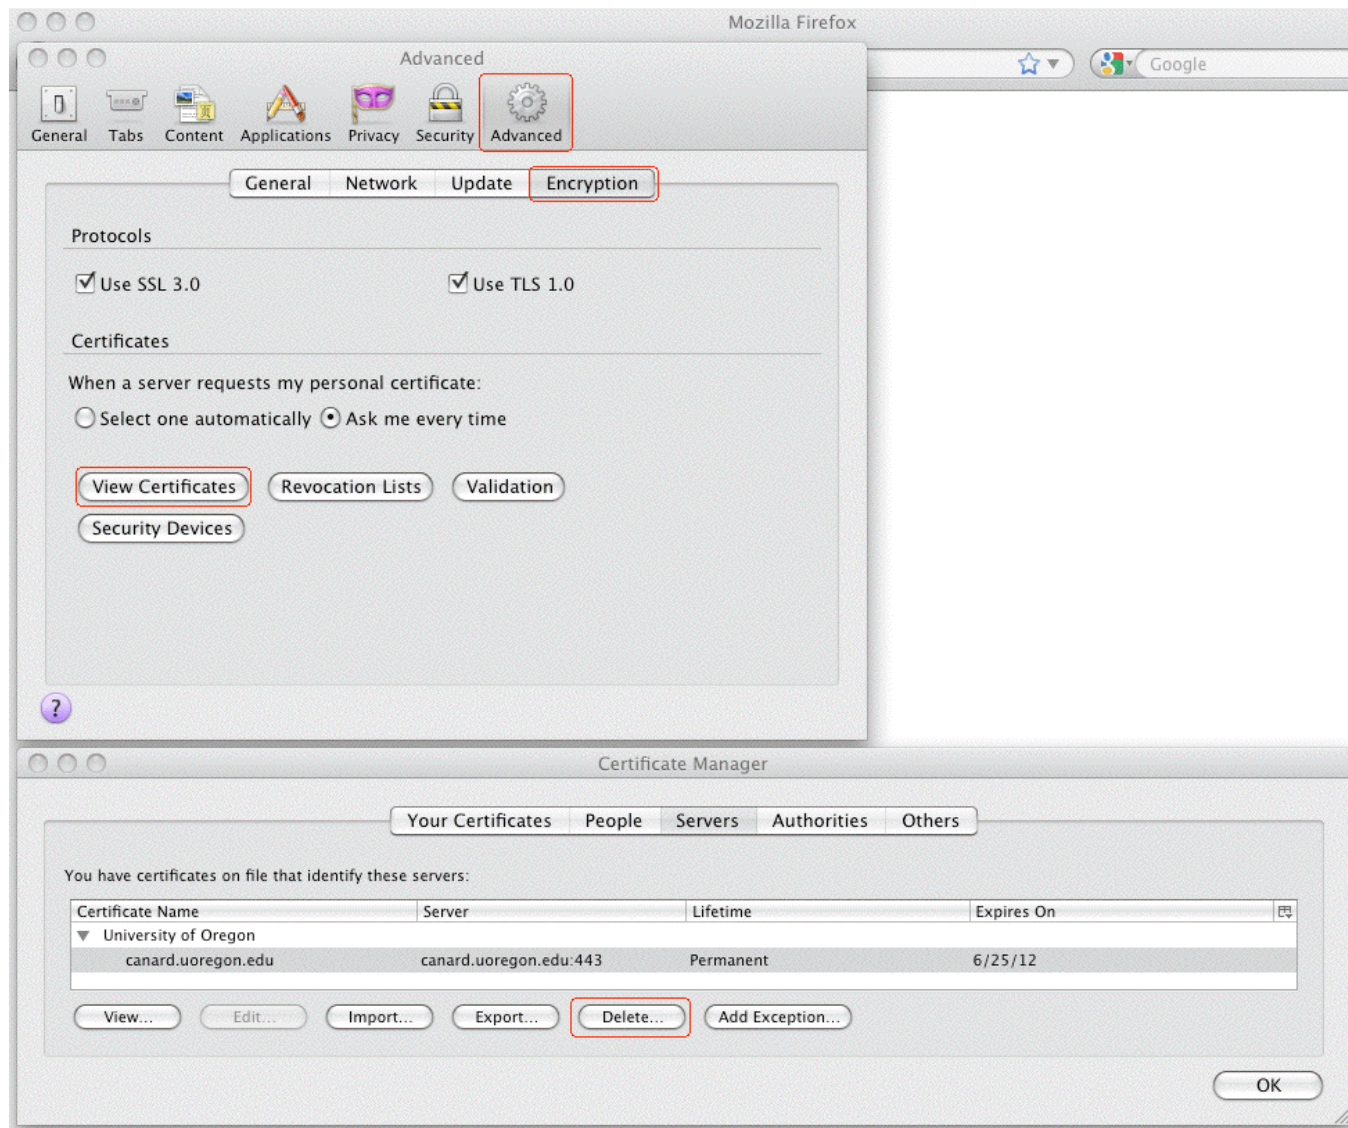 Mozilla Firefox
Advanced
Google
General Tabs Content Applications Privacy Security Advanced
General Network Update Encryption
Protocols
Use SSL 3.0 Use TLS 1.0
Certificates
When a server requests my personal certificate:
Select one automatically Ask me every time
View Certificates Revocation Lists Validation
Security Devices
?
Certificate Manager
Your Certificates People Servers Authorities Others
You have certificates on file that identify these servers:
Certificate Name Server Lifetime Expires On
University of Oregon
canard.uoregon.edu canard.uoregon.edu:443 Permanent 6/25/12
View... Edit... Import... Export... Delete... Add Exception...
OK